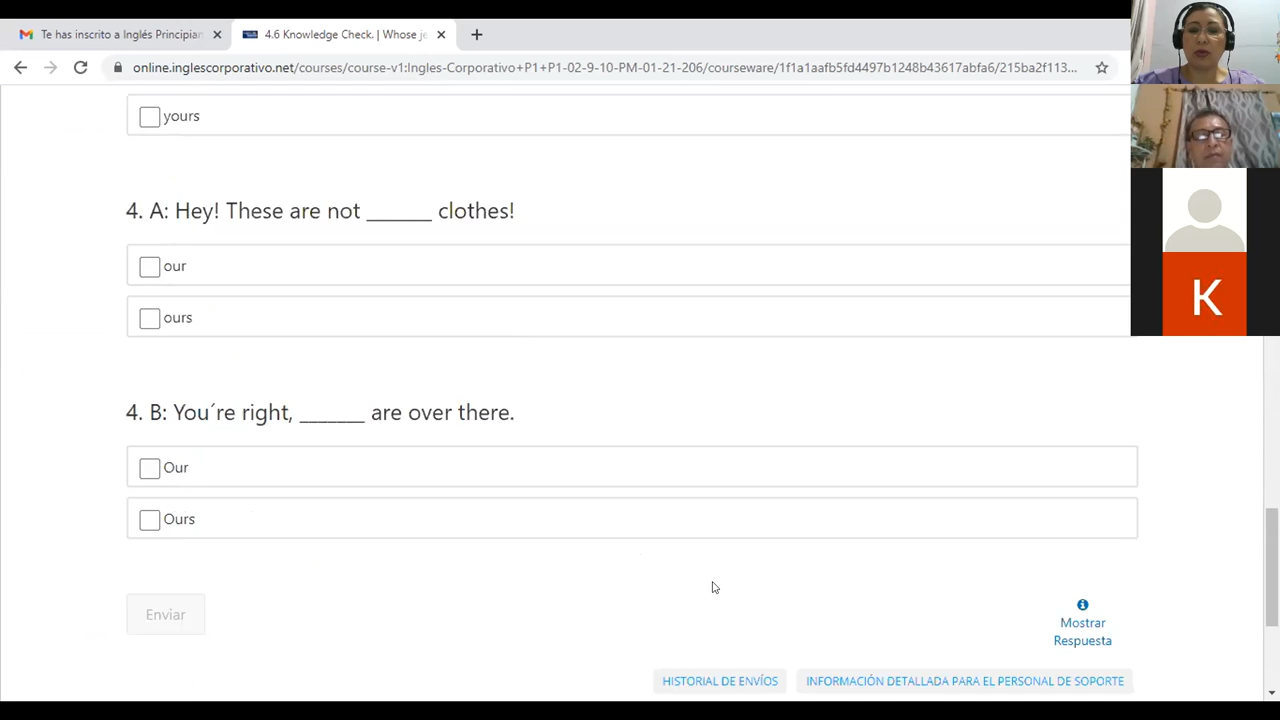 Te has inscrito a Inglés Principian
4.6 Knowledge Check. | Whose je
online.inglescorporativo.net/courses/course-v1:Ingles-Corporativo+P1+P1-02-9-10-PM-01-21-206/courseware/1f1a1aafb5fd4497b1248b43617abfa6/215ba2f113...
yours
4. A: Hey! These are not _______ clothes!
our
ours
4. B: You´re right, _______ are over there.
Our
Ours
Enviar
Mostrar
Respuesta
HISTORIAL DE ENVÍOS
INFORMACIÓN DETALLADA PARA EL PERSONAL DE SOPORTE
K